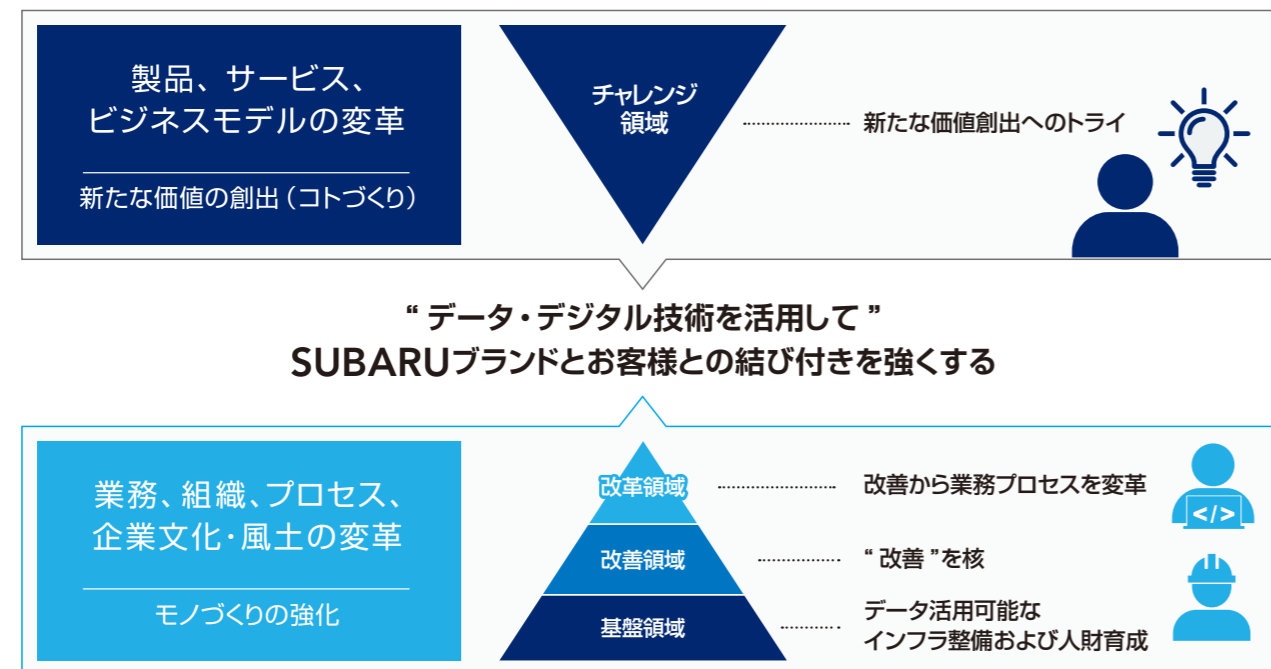 製品、サービス、
ビジネスモデルの変革
新たな価値の創出（コトづくり）
チャレンジ
領域
新たな価値創出へのトライ
“ データ・デジタル技術を活用して ”
SUBARUブランドとお客様との結び付きを強くする
業務、組織、プロセス、
企業文化・風土の変革
モノづくりの強化
改革領域
改善から業務プロセスを変革
</>
改善領域
“ 改善 ”を核
基盤領域
データ活用可能な
インフラ整備および人財育成